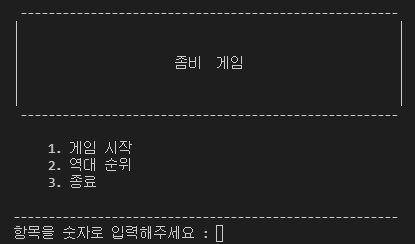 좀비 게임
1. 게임 시작
2. 역대 순위
3. 종료
항목을 숫자로 입력해주세요 :